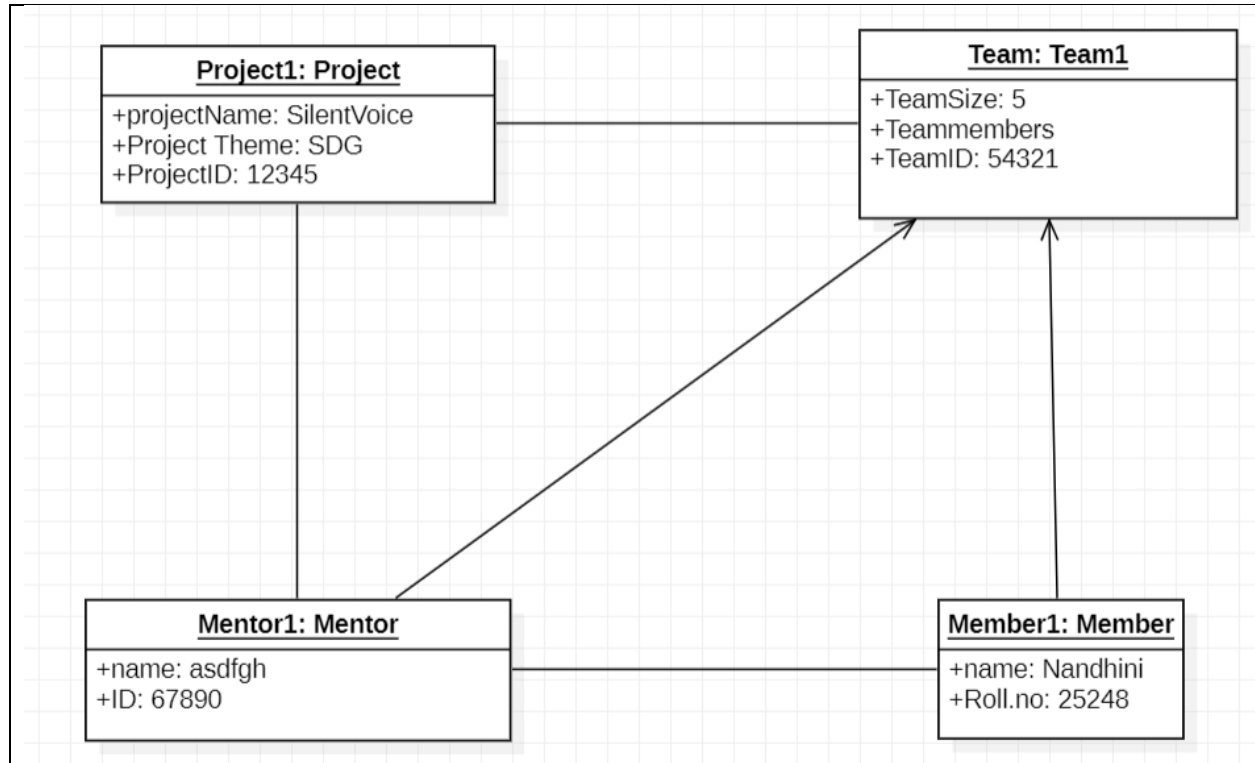 Project1: Project
+projectName: SilentVoice
+Project Theme: SDG
+ProjectID: 12345
Team: Team1
+TeamSize: 5
+Teammembers
+TeamID: 54321
Mentor1: Mentor
+name: asdfgh
+ID: 67890
Member1: Member
+name: Nandhini
+Roll.no: 25248